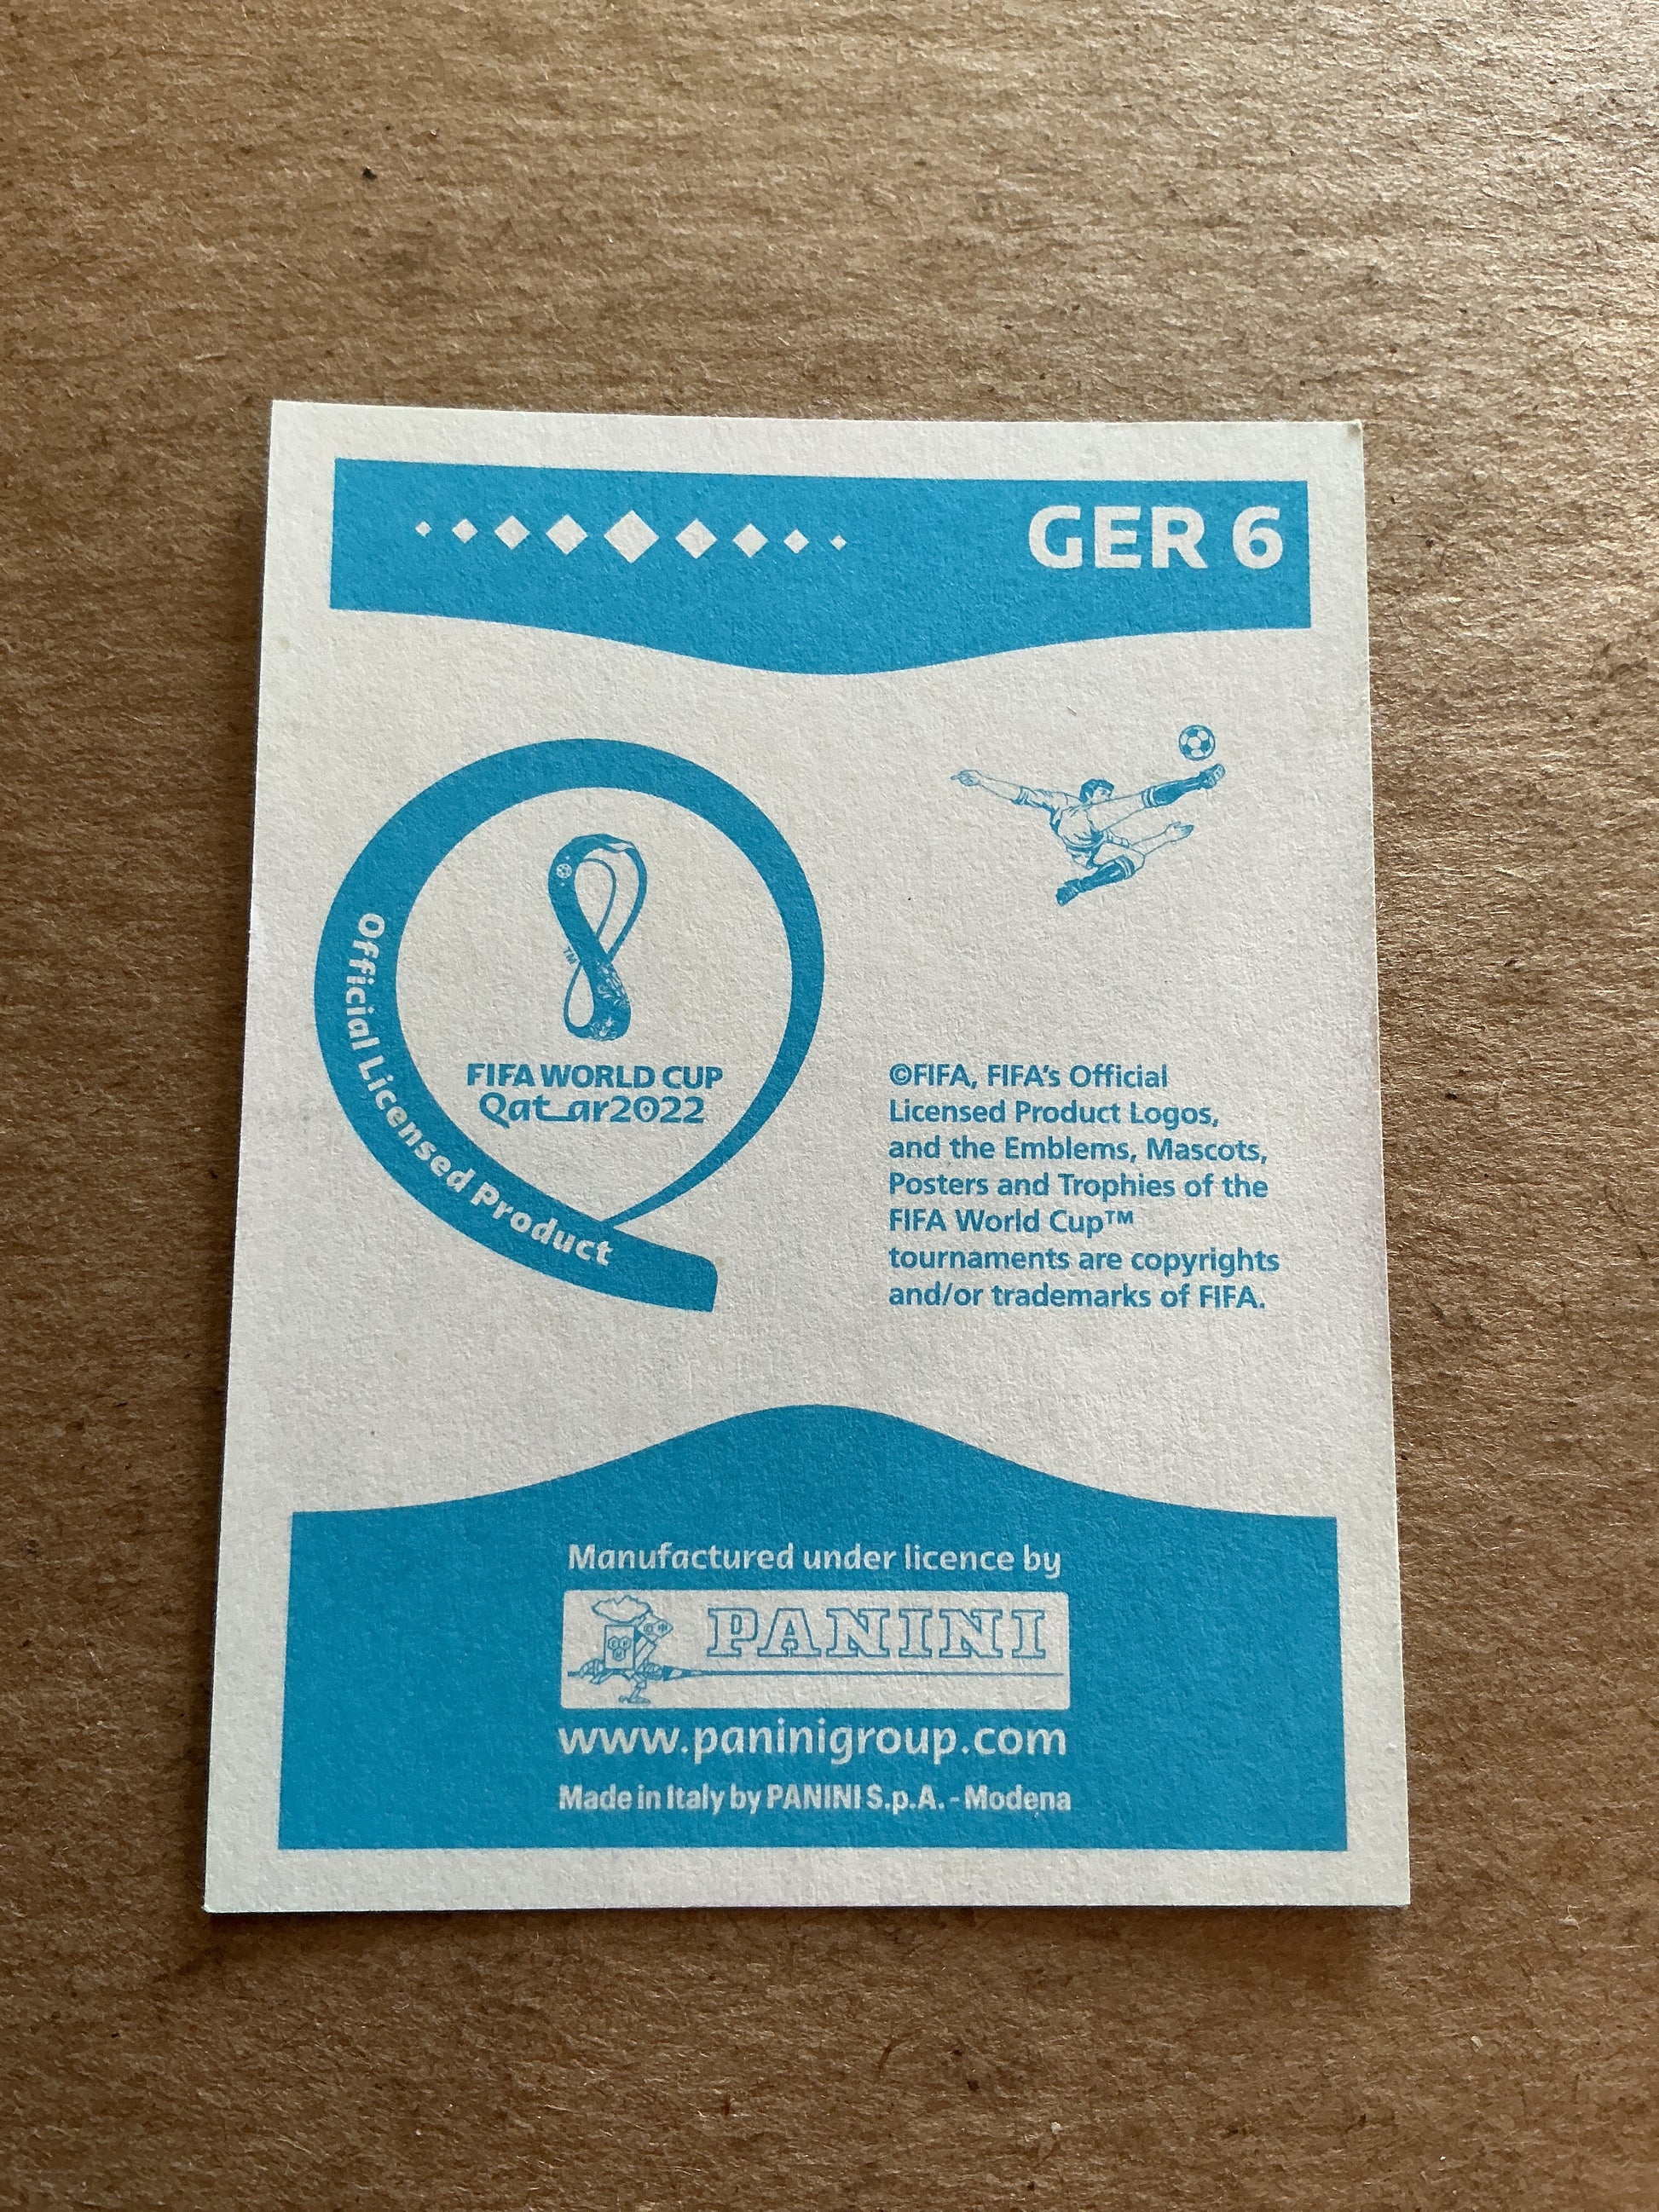 GER 6
Official Licensed Product
TM
FIFA WORLD CUP
Qatar2022
©FIFA, FIFA's Official
Licensed Product Logos,
and the Emblems, Mascots,
Posters and Trophies of the
FIFA World Cup™
tournaments are copyrights
and/or trademarks of FIFA.
Manufactured under licence by
PANINI
www.paninigroup.com
Made in Italy by PANINI S.p.A. - Modena